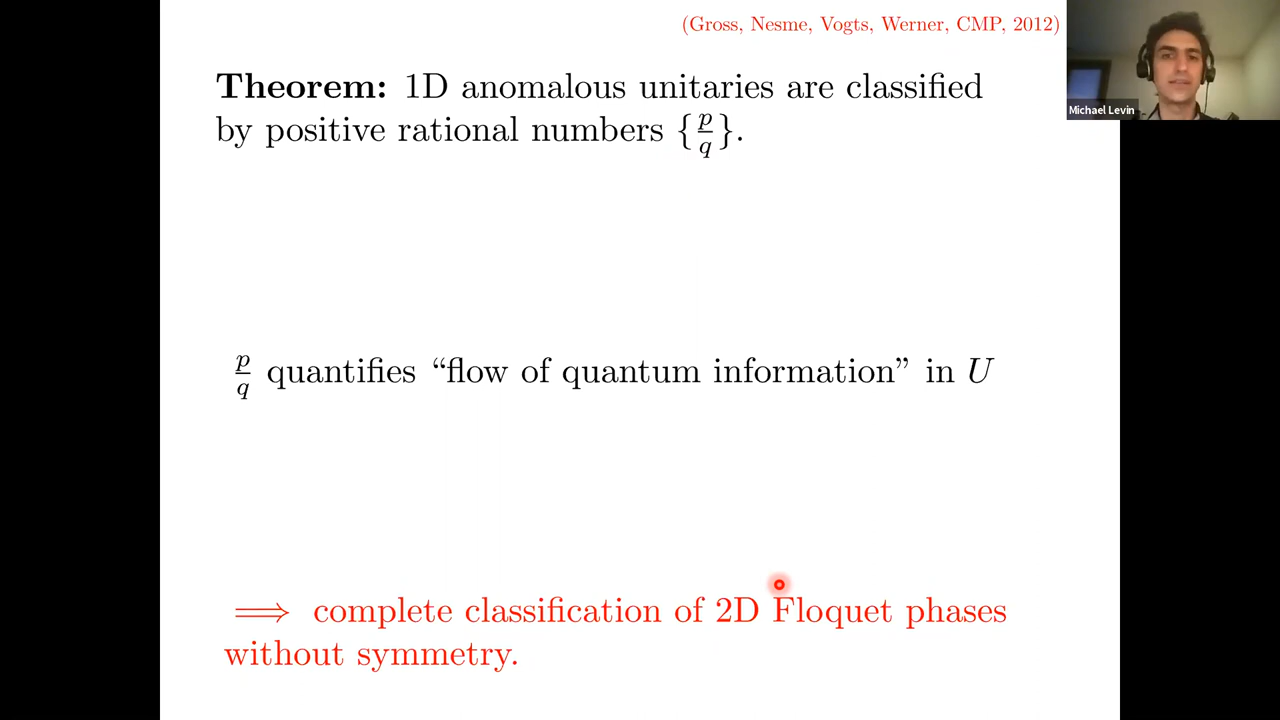 (Gross, Nesme, Vogts, Werner, CMP, 2012)
Michael Levin
Theorem: 1D anomalous unitaries are classified
by positive rational numbers {p/q}.
p/q quantifies “flow of quantum information” in U
⟹ complete classification of 2D Floquet phases
without symmetry.